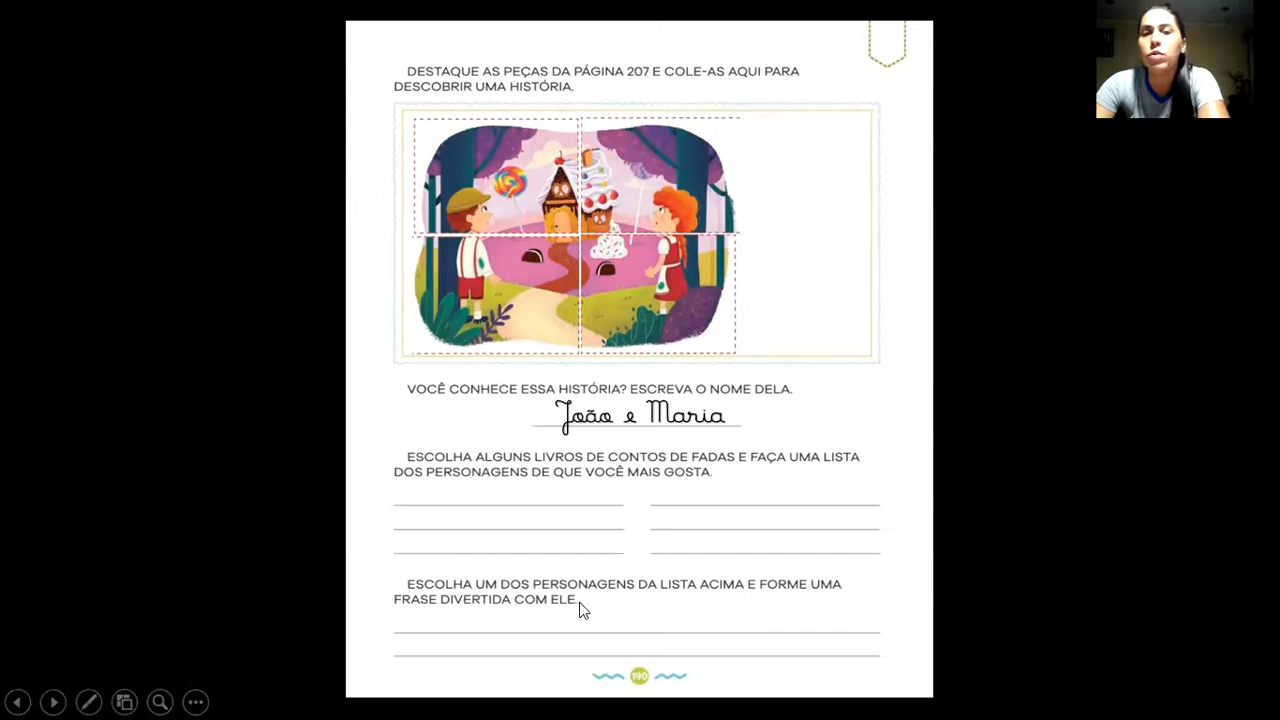 DESTAQUE AS PEÇAS DA PÁGINA 207 E COLE-AS AQUI PARA
DESCOBRIR UMA HISTÓRIA.
VOCÊ CONHECE ESSA HISTÓRIA? ESCREVA O NOME DELA.
João e Maria
ESCOLHA ALGUNS LIVROS DE CONTOS DE FADAS E FAÇA UMA LISTA
DOS PERSONAGENS DE QUE VOCÊ MAIS GOSTA.
ESCOLHA UM DOS PERSONAGENS DA LISTA ACIMA E FORME UMA
FRASE DIVERTIDA COM ELE.
190